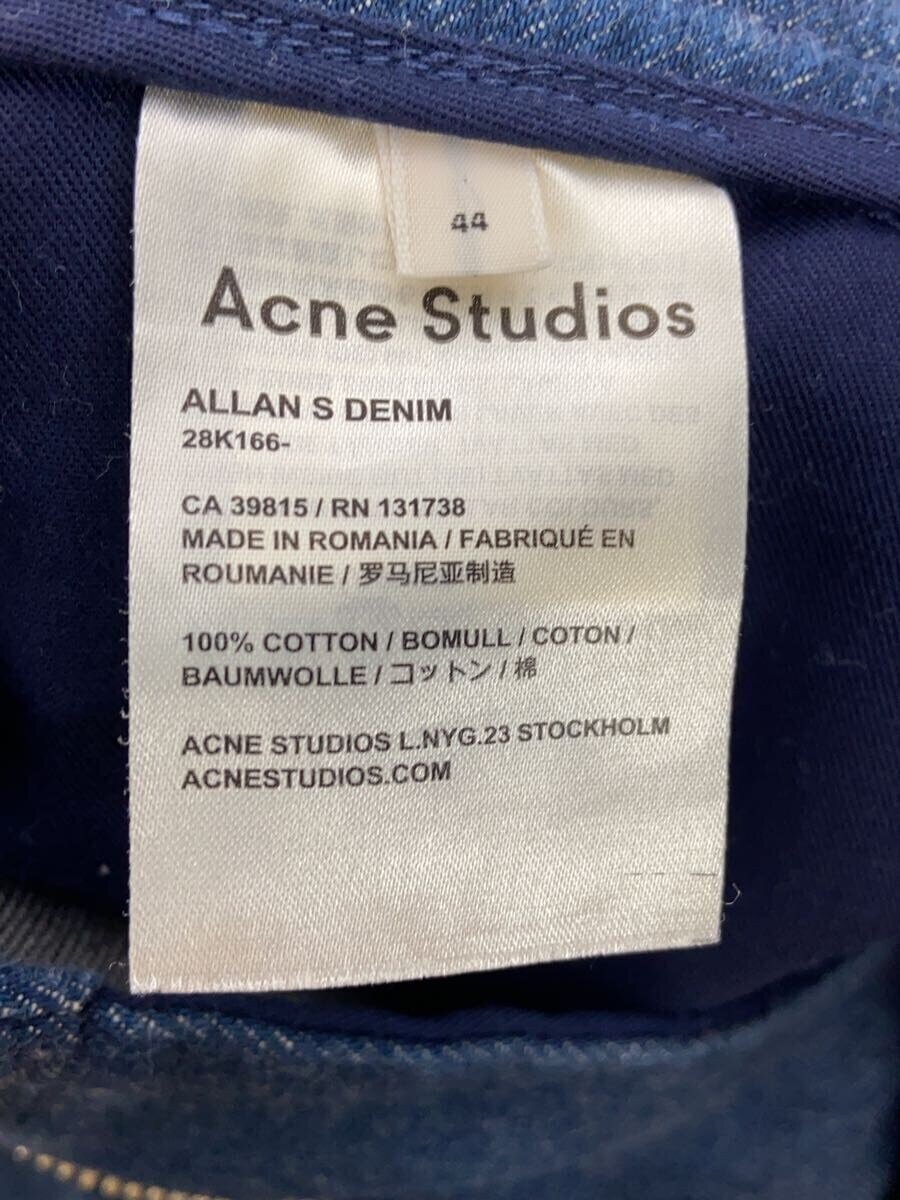 44
Acne Studios
ALLAN S DENIM
28K166-
CA 39815 / RN 131738
MADE IN ROMANIA / FABRIQUÉ EN
ROUMANIE / 罗马尼亚制造
100% COTTON / BOMULL / COTON /
BAUMWOLLE / コットン / 棉
ACNE STUDIOS L.NYG.23 STOCKHOLM
ACNESTUDIOS.COM